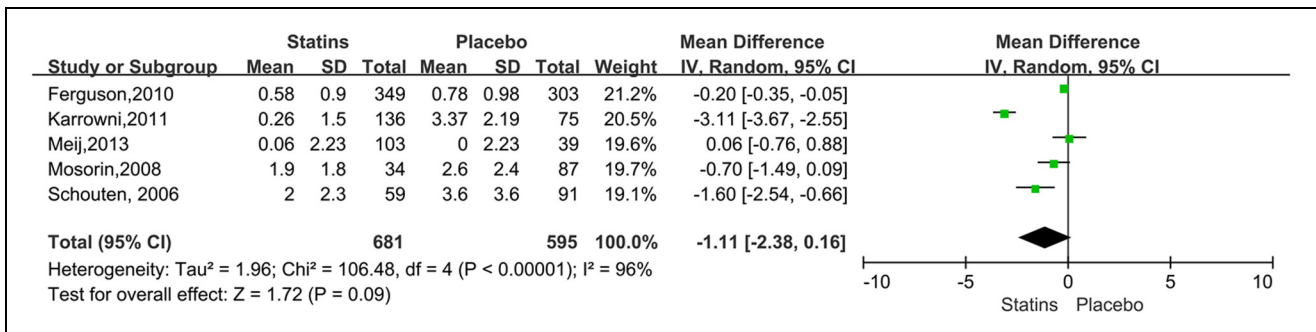 Statins Placebo Mean Difference Mean Difference
Study or Subgroup Mean SD Total Mean SD Total Weight IV, Random, 95% CI IV, Random, 95% CI
Ferguson,2010 0.58 0.9 349 0.78 0.98 303 21.2% -0.20 [-0.35, -0.05]
Karrowni,2011 0.26 1.5 136 3.37 2.19 75 20.5% -3.11 [-3.67, -2.55]
Meij,2013 0.06 2.23 103 0 2.23 39 19.6% 0.06 [-0.76, 0.88]
Mosorin,2008 1.9 1.8 34 2.6 2.4 87 19.7% -0.70 [-1.49, 0.09]
Schouten, 2006 2 2.3 59 3.6 3.6 91 19.1% -1.60 [-2.54, -0.66]
Total (95% CI) 681 595 100.0% -1.11 [-2.38, 0.16]
Heterogeneity: Tau² = 1.96; Chi² = 106.48, df = 4 (P < 0.00001); I² = 96%
Test for overall effect: Z = 1.72 (P = 0.09)
-10 -5 0 5 10
Statins Placebo